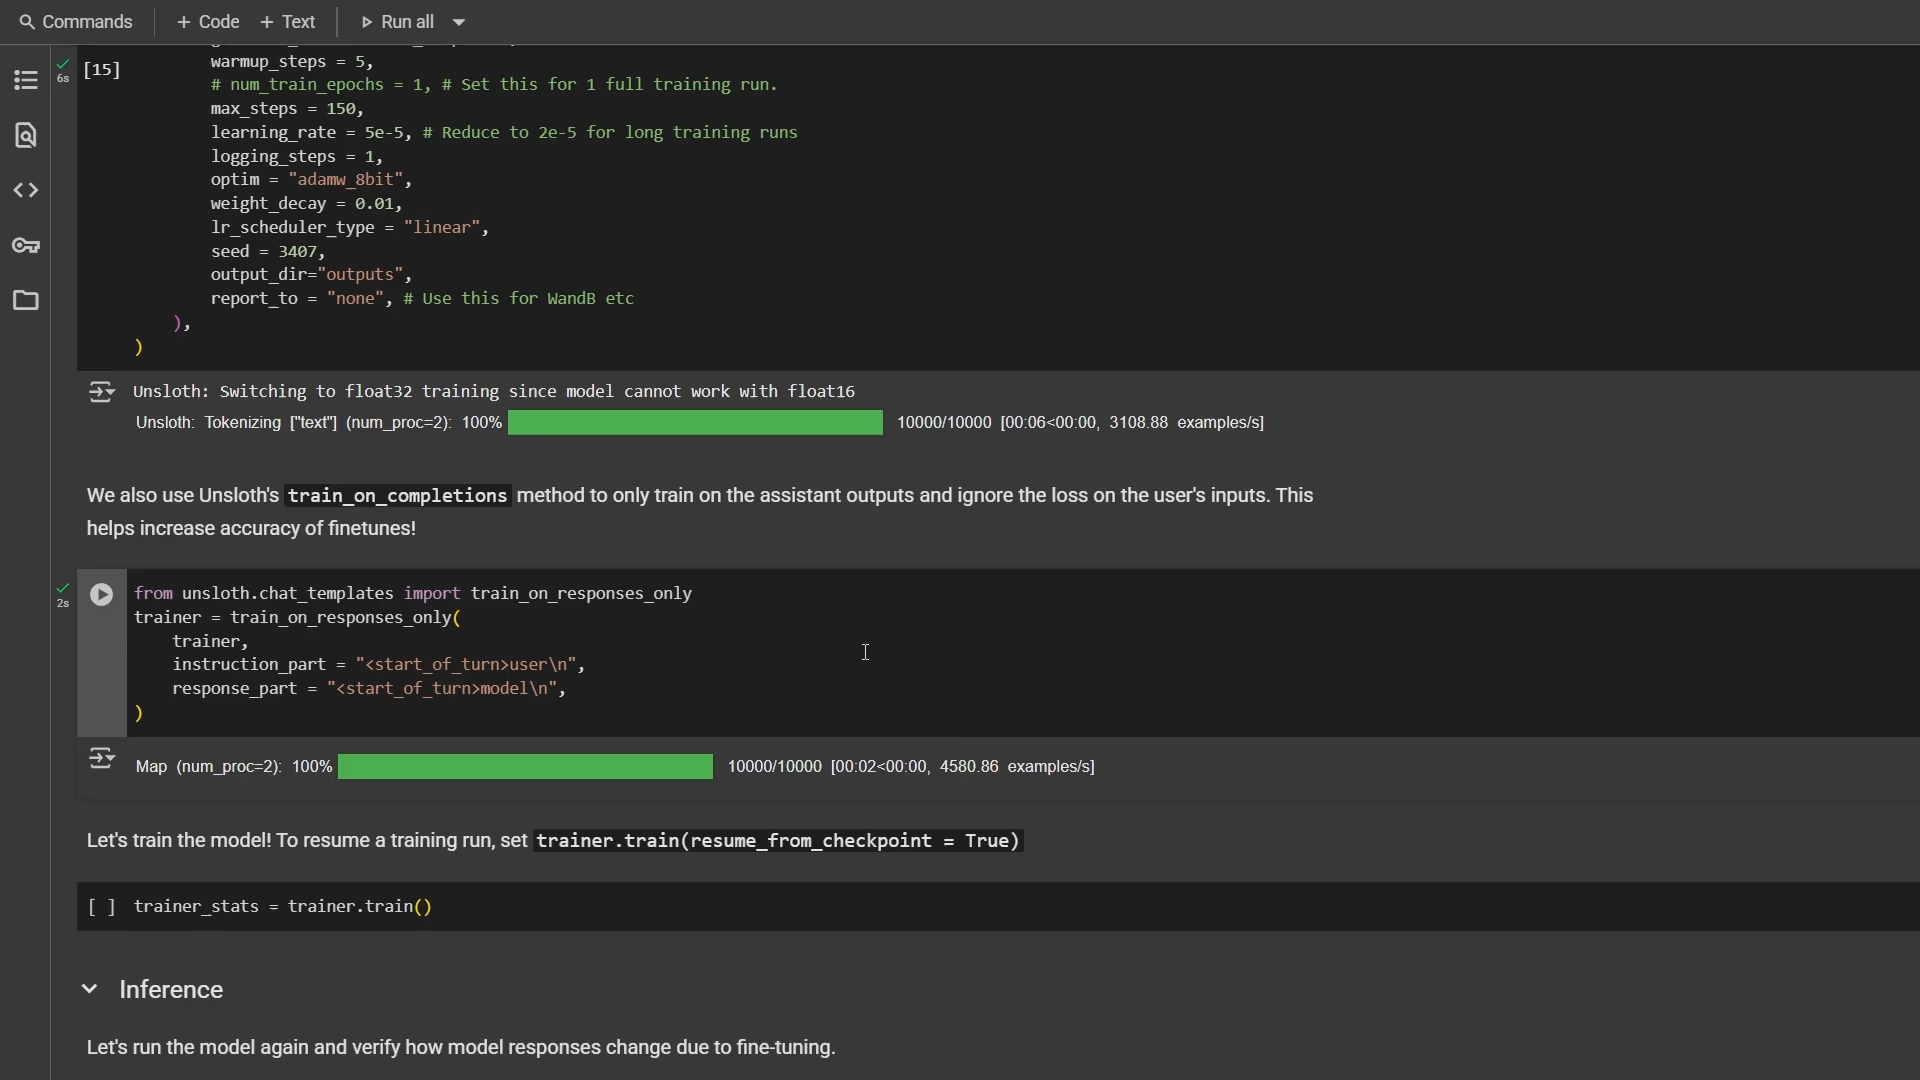 Commands + Code + Text Run all
[15]
6s
warmup_steps = 5,
# num_train_epochs = 1, # Set this for 1 full training run.
max_steps = 150,
learning_rate = 5e-5, # Reduce to 2e-5 for long training runs
logging_steps = 1,
optim = "adamw_8bit",
weight_decay = 0.01,
lr_scheduler_type = "linear",
seed = 3407,
output_dir="outputs",
report_to = "none", # Use this for WandB etc
),
)
Unsloth: Switching to float32 training since model cannot work with float16
Unsloth: Tokenizing ["text"] (num_proc=2): 100% 10000/10000 [00:06<00:00, 3108.88 examples/s]
We also use Unsloth's train_on_completions method to only train on the assistant outputs and ignore the loss on the user's inputs. This
helps increase accuracy of finetunes!
2s
from unsloth.chat_templates import train_on_responses_only
trainer = train_on_responses_only(
trainer,
instruction_part = "<start_of_turn>user\n",
response_part = "<start_of_turn>model\n",
)
Map (num_proc=2): 100% 10000/10000 [00:02<00:00, 4580.86 examples/s]
Let's train the model! To resume a training run, set trainer.train(resume_from_checkpoint = True)
[ ] trainer_stats = trainer.train()
Inference
Let's run the model again and verify how model responses change due to fine-tuning.